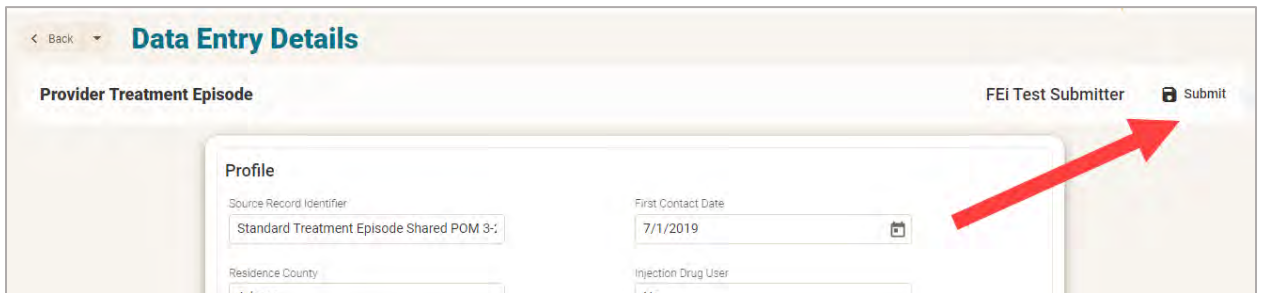 Back
Data Entry Details
Provider Treatment Episode
FEi Test Submitter
Submit
Profile
Source Record Identifier
First Contact Date
Standard Treatment Episode Shared POM 3-
7/1/2019
Residence County
Injection Drug User